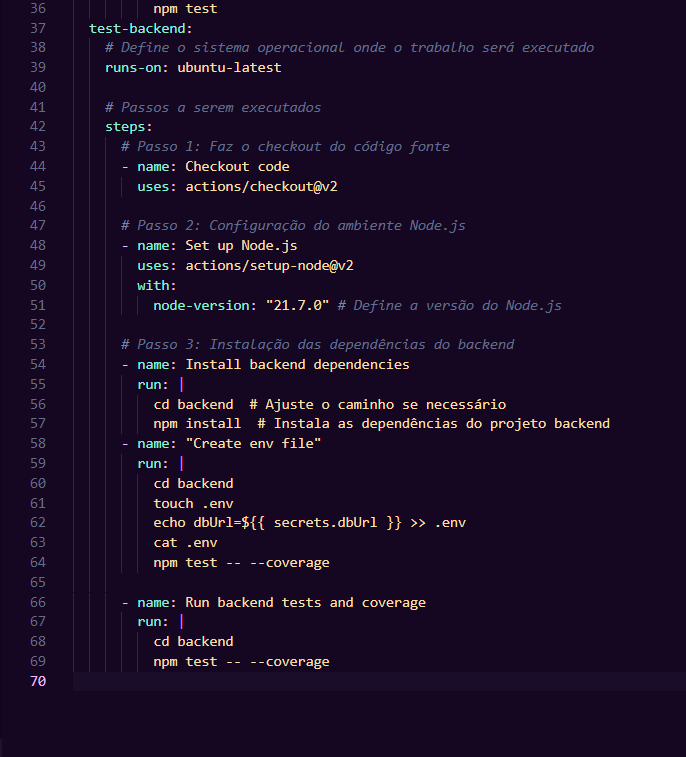 36 npm test
37 test-backend:
38 # Define o sistema operacional onde o trabalho será executado
39 runs-on: ubuntu-latest
40
41 # Passos a serem executados
42 steps:
43 # Passo 1: Faz o checkout do código fonte
44 - name: Checkout code
45 uses: actions/checkout@v2
46
47 # Passo 2: Configuração do ambiente Node.js
48 - name: Set up Node.js
49 uses: actions/setup-node@v2
50 with:
51 node-version: "21.7.0" # Define a versão do Node.js
52
53 # Passo 3: Instalação das dependências do backend
54 - name: Install backend dependencies
55 run: |
56 cd backend  # Ajuste o caminho se necessário
57 npm install  # Instala as dependências do projeto backend
58 - name: "Create env file"
59 run: |
60 cd backend
61 touch .env
62 echo dbUrl=${{ secrets.dbUrl }} >> .env
63 cat .env
64 npm test -- --coverage
65
66 - name: Run backend tests and coverage
67 run: |
68 cd backend
69 npm test -- --coverage
70